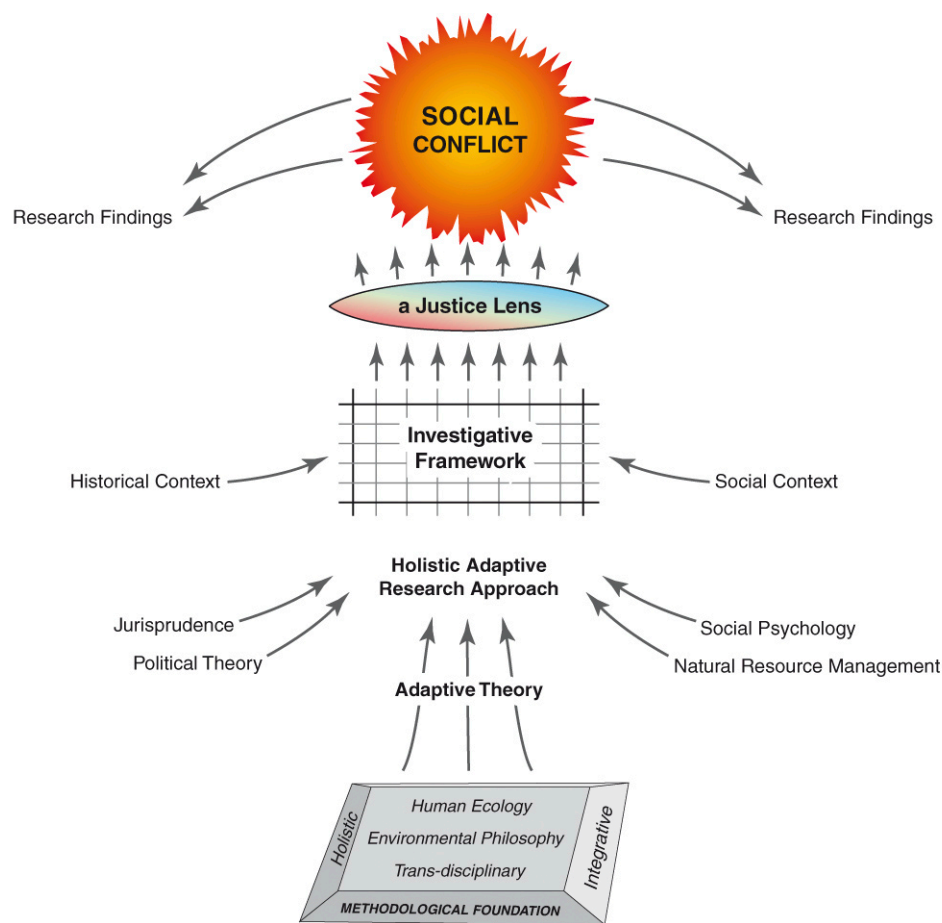 SOCIAL
CONFLICT
Research Findings
Research Findings
a Justice Lens
Investigative
Framework
Historical Context
Social Context
Holistic Adaptive
Research Approach
Jurisprudence
Political Theory
Social Psychology
Natural Resource Management
Adaptive Theory
Holistic
Human Ecology
Environmental Philosophy
Trans-disciplinary
Integrative
METHODOLOGICAL FOUNDATION